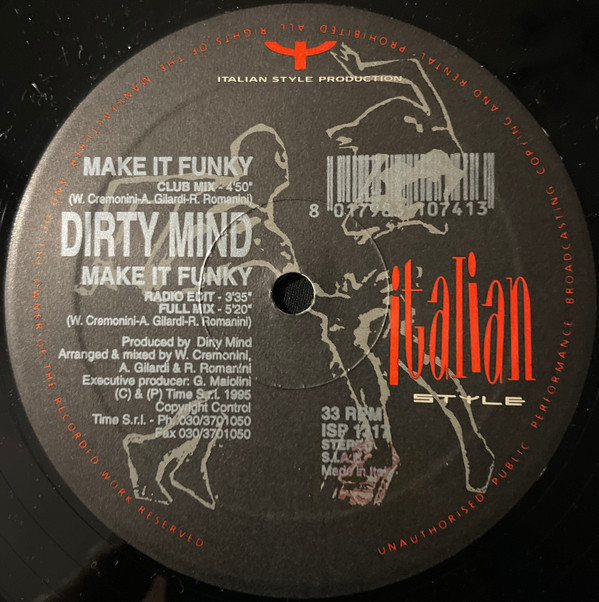 ITALIAN STYLE PRODUCTION
MAKE IT FUNKY
CLUB MIX - 4'50"
(W. Cremonini-A. Gilardi-R. Romanini)
DIRTY MIND
MAKE IT FUNKY
RADIO EDIT - 3'35"
FULL MIX - 5'20"
(W. Cremonini-A. Gilardi-R. Romanini)
Produced by Dirty Mind
Arranged & mixed by W. Cremonini,
A. Gilardi & R. Romanini
Executive producer: G. Maiolini
(C) & (P) Time S.r.l. 1995
Copyright Control
Time S.r.l. - Ph. 030/3701050
Fax 030/3701050
8 107413
italian
STYLE
33 RPM
ISP
STEREO
Made in
ALL RIGHTS OF THE
OF THE RECORDED WORK RESERVED
UNAUTHORISED PUBLIC PERFORMANCE BROADCASTING COPYING AND RENTAL PROHIBITED